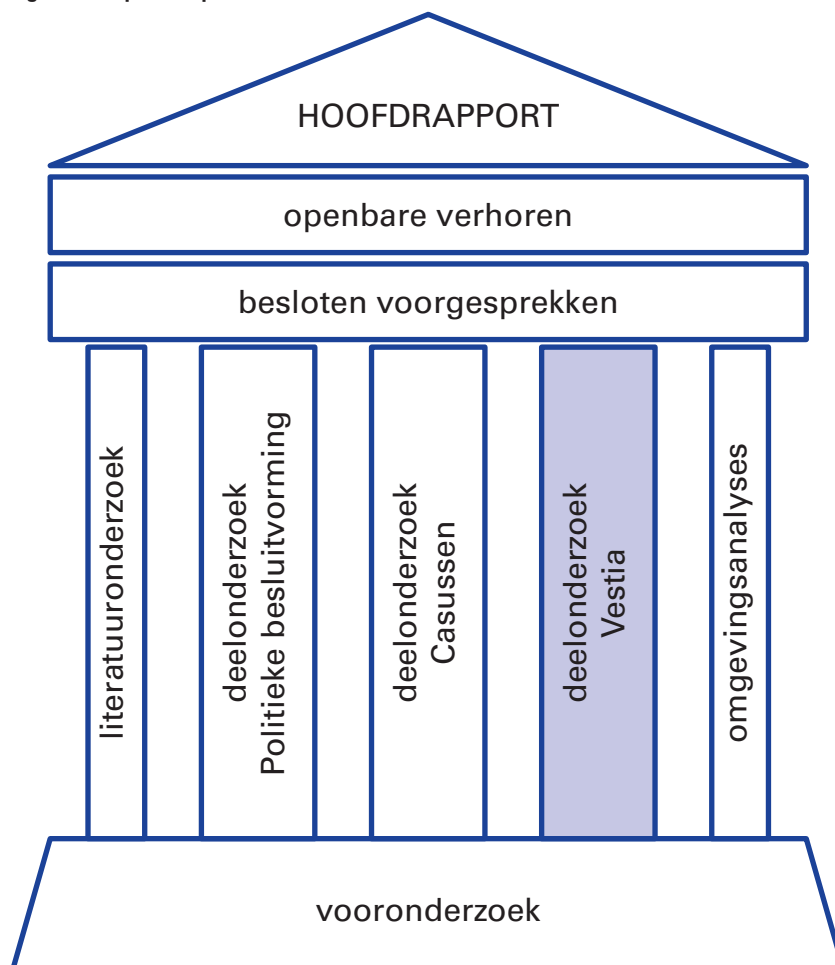 HOOFDRAPPORT
openbare verhoren
besloten voorgesprekken
literatuuronderzoek
deelonderzoek
Politieke besluitvorming
deelonderzoek
Casussen
deelonderzoek
Vestia
omgevingsanalyses
vooronderzoek